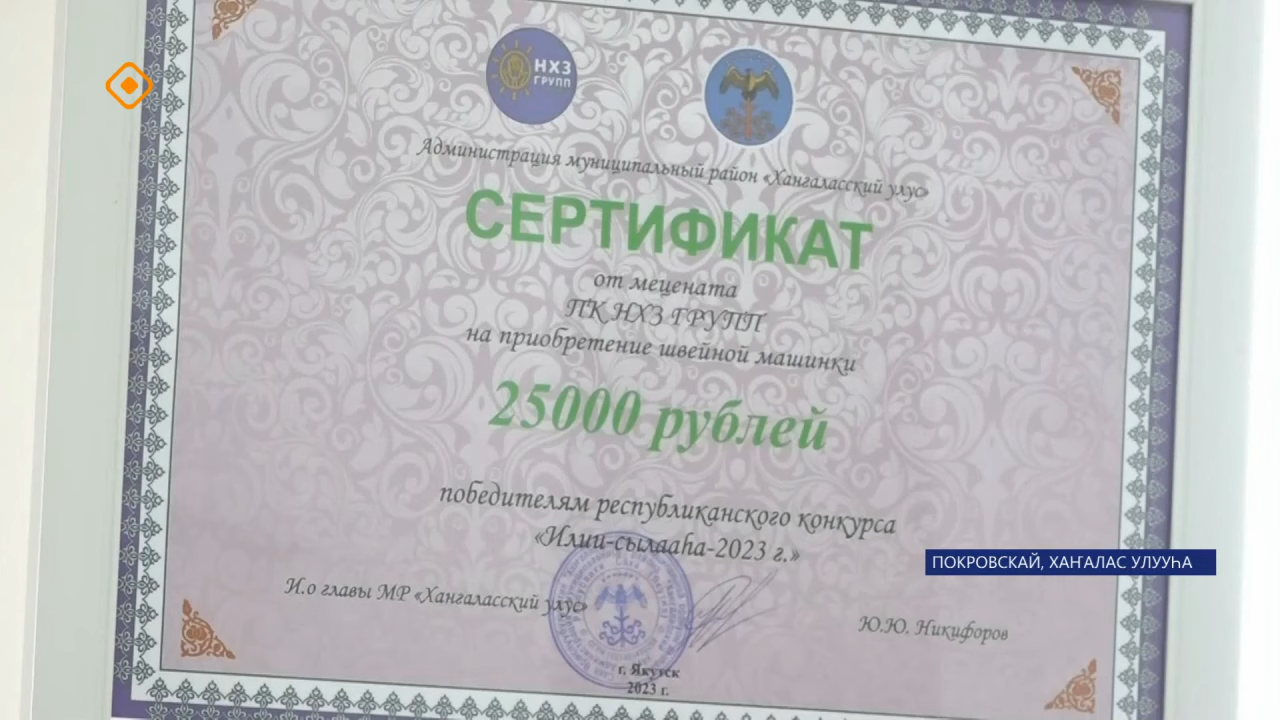 НХЗ
ГРУПП
Администрация муниципальный район «Хангаласский улус»
СЕРТИФИКАТ
от мецената
ПК НХЗ ГРУПП
на приобретение швейной машинки
25000 рублей
победителям республиканского конкурса
«Илии-сылааһа-2023 г.»
ПОКРОВСКАЙ, ХАҤАЛАС УЛУУҺА
И.о главы МР «Хангаласский улус»
Ю.Ю. Никифоров
г. Якутск
2023 г.